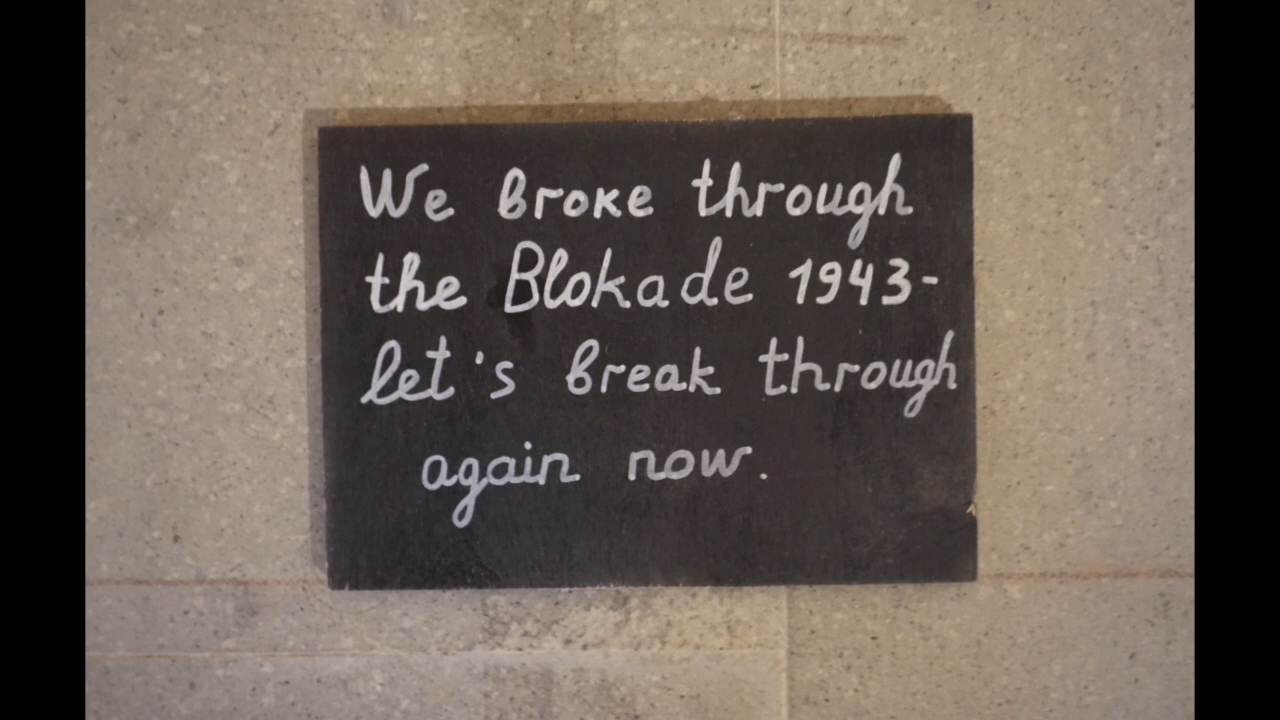 We broke through
the Blokade 1943-
let's break through
again now.